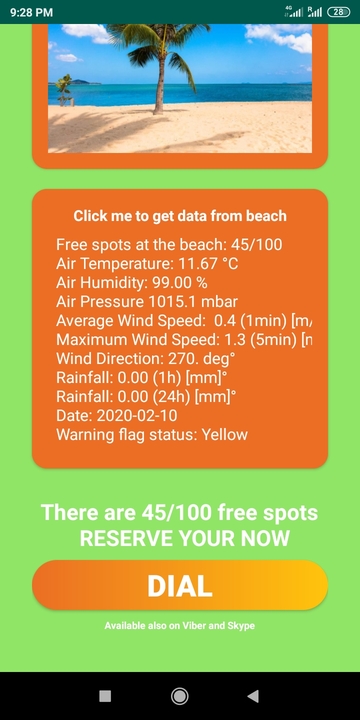 9:28 PM 4G R 28
Click me to get data from beach
Free spots at the beach: 45/100
Air Temperature: 11.67 °C
Air Humidity: 99.00 %
Air Pressure 1015.1 mbar
Average Wind Speed:  0.4 (1min) [m/
Maximum Wind Speed: 1.3 (5min) [n
Wind Direction: 270. deg°
Rainfall: 0.00 (1h) [mm]°
Rainfall: 0.00 (24h) [mm]°
Date: 2020-02-10
Warning flag status: Yellow
There are 45/100 free spots
RESERVE YOUR NOW
DIAL
Available also on Viber and Skype